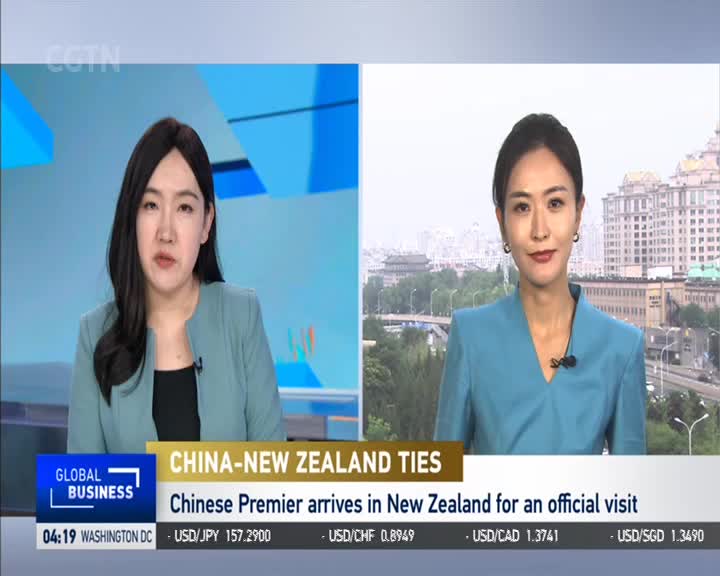 CGTN
CHINA-NEW ZEALAND TIES
GLOBAL
BUSINESS
Chinese Premier arrives in New Zealand for an official visit
04:19 WASHINGTON DC
- USD/JPY 157.2900 - USD/CHF 0.8949 - USD/CAD 1.3741 - USD/SGD 1.3490